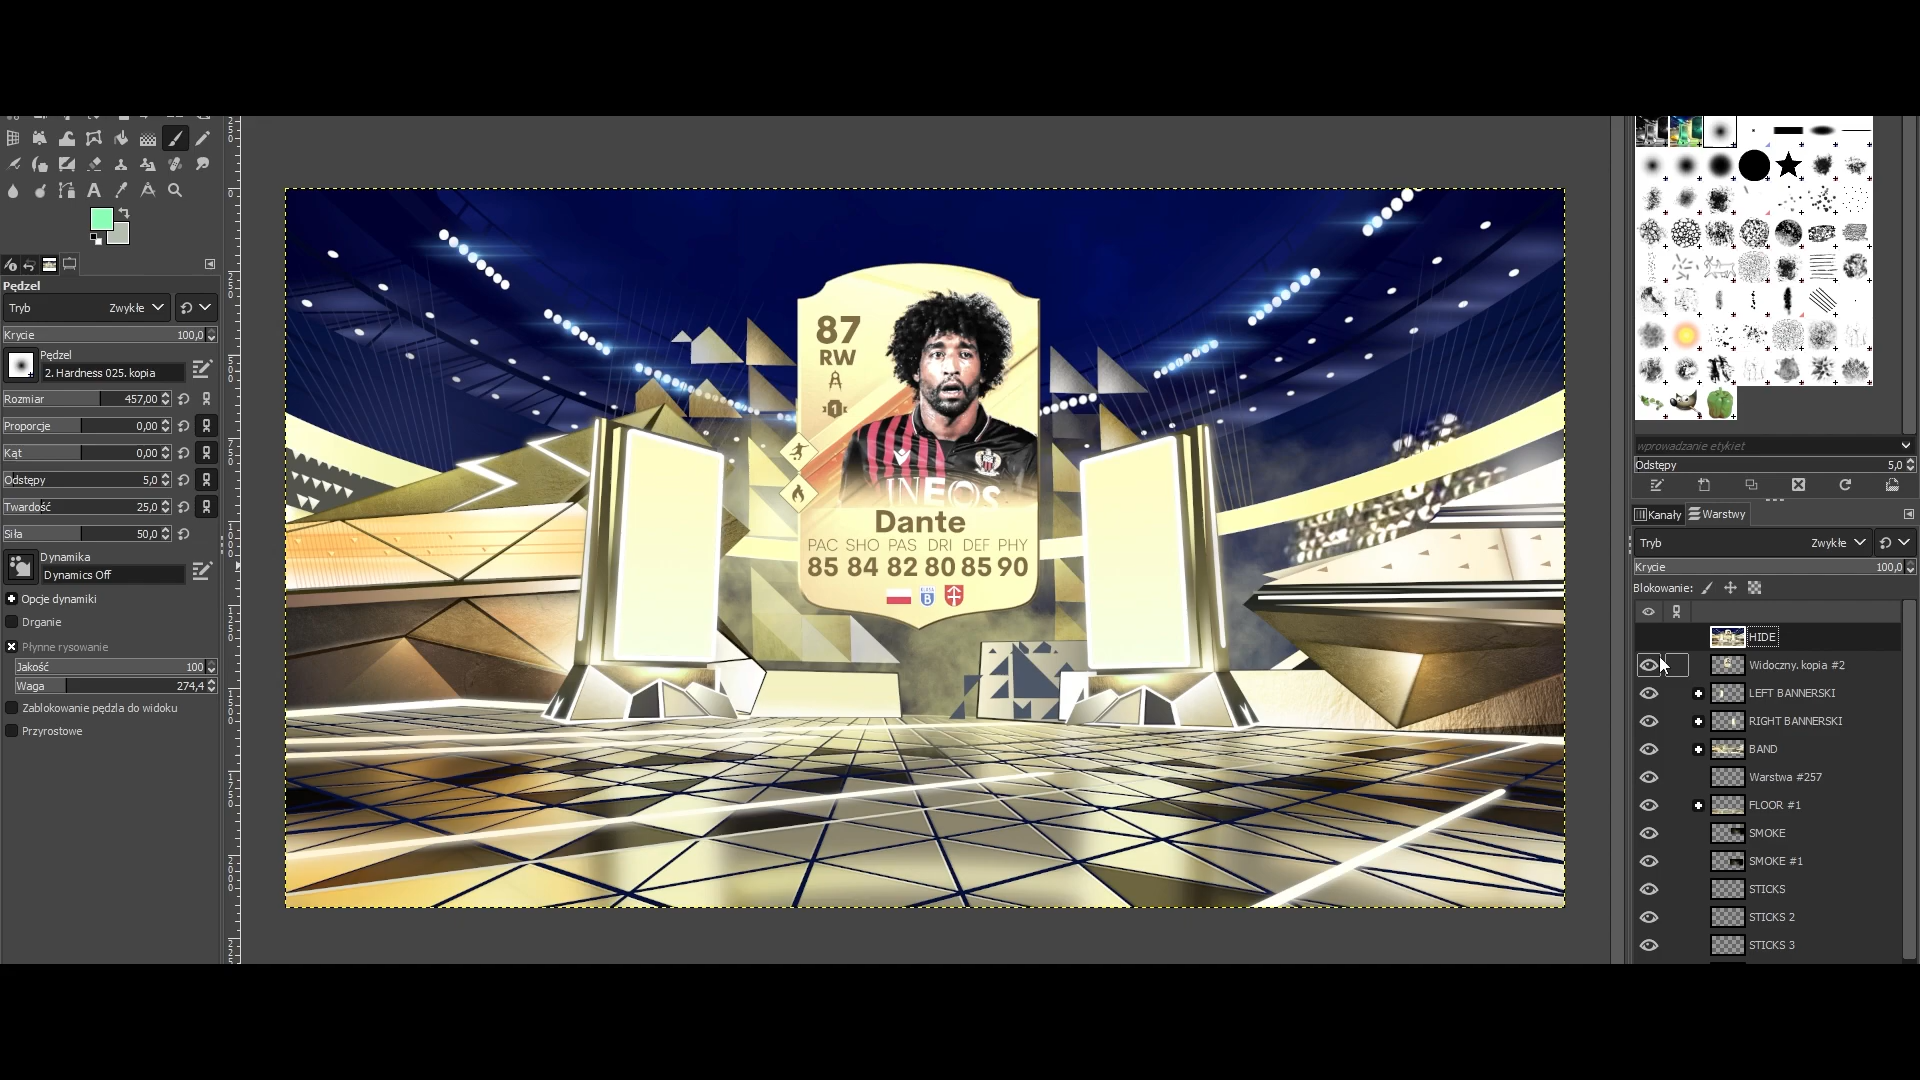 Pędzel
Tryb Zwykłe
Krycie 100,0
Pędzel
2. Hardness 025. kopia
Rozmiar 457,00
Proporcje 0,00
Kąt 0,00
Odstępy 5,0
Twardość 25,0
Siła 50,0
Dynamika
Dynamics Off
Opcje dynamiki
Drganie
Płynne rysowanie
Jakość 100
Waga 274,4
Zablokowanie pędzla do widoku
Przyrostowe
87
RW
1
INEOS
Dante
PAC SHO PAS DRI DEF PHY
85 84 82 80 85 90
wprowadzanie etykiet
Odstępy 5,0
Kanały Warstwy
Tryb Zwykłe
Krycie 100,0
Blokowanie:
HIDE
Widoczny. kopia #2
LEFT BANNERSKI
RIGHT BANNERSKI
BAND
Warstwa #257
FLOOR #1
SMOKE
SMOKE #1
STICKS
STICKS 2
STICKS 3